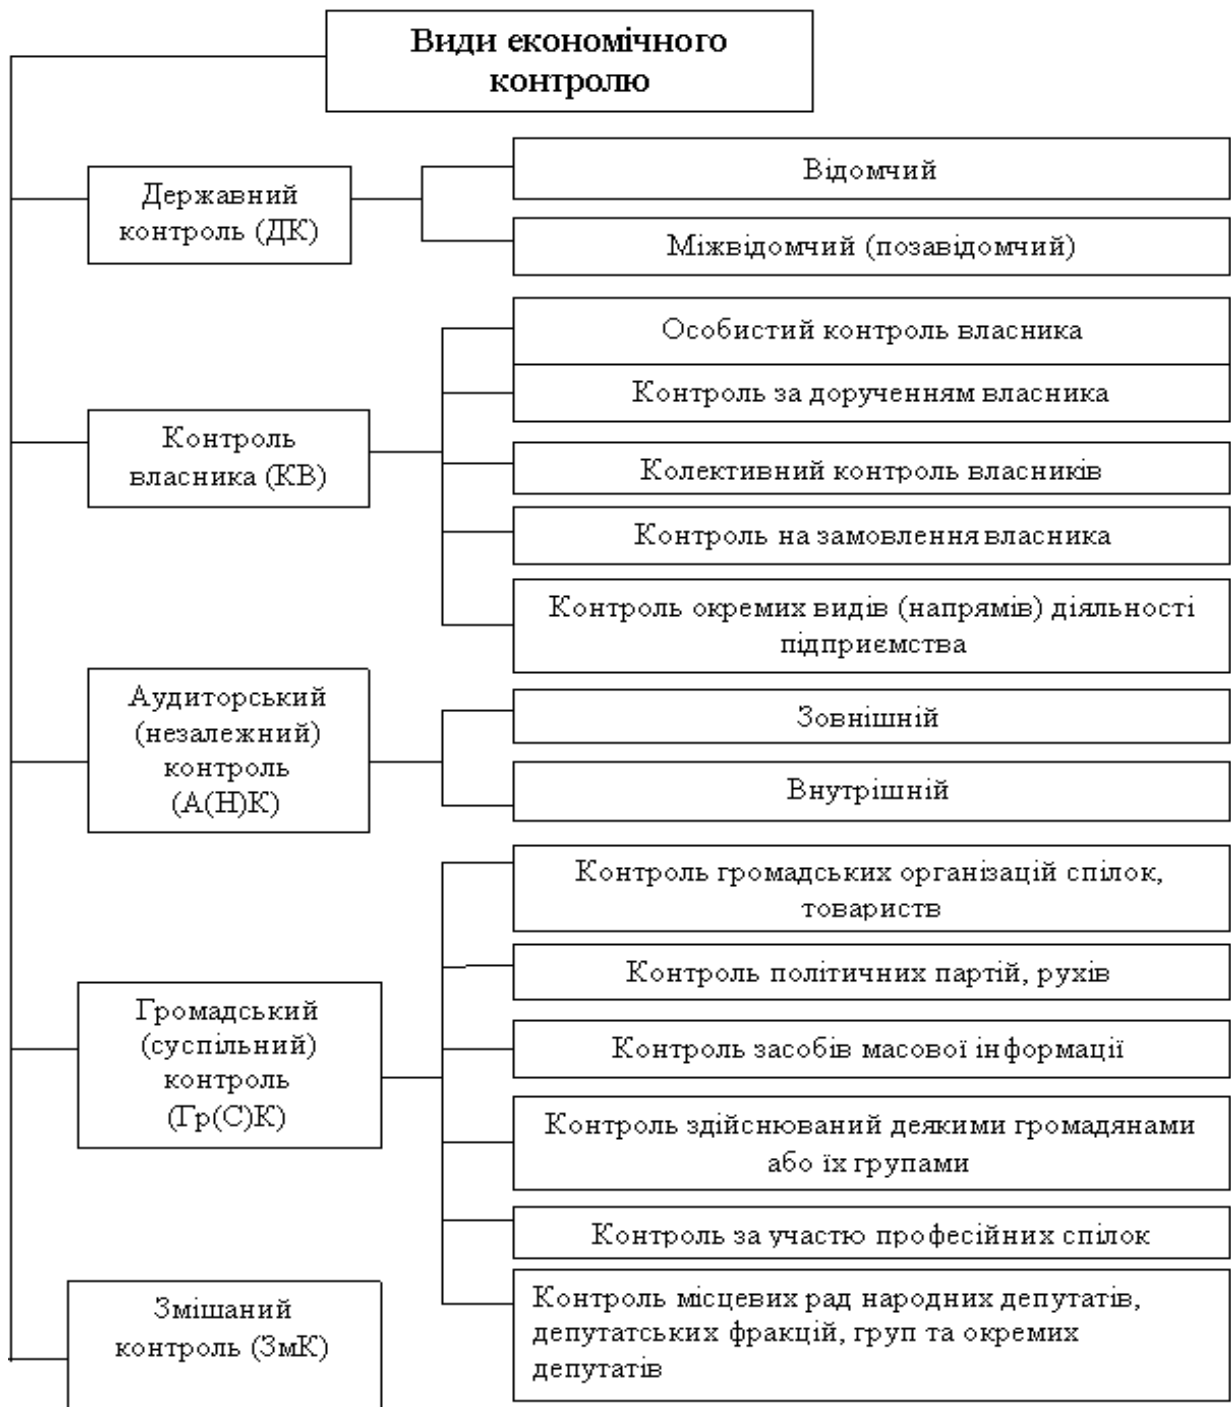 Види економічного
контролю
Державний
контроль (ДК)
Відомчий
Міжвідомчий (позавідомчий)
Контроль
власника (КВ)
Особистий контроль власника
Контроль за дорученням власника
Колективний контроль власників
Контроль на замовлення власника
Контроль окремих видів (напрямів) діяльності
підприємства
Аудиторський
(незалежний)
контроль
(А(Н)К)
Зовнішній
Внутрішній
Громадський
(суспільний)
контроль
(Гр(С)К)
Контроль громадських організацій спілок,
товариств
Контроль політичних партій, рухів
Контроль засобів масової інформації
Контроль здійснюваний деякими громадянами
або їх групами
Контроль за участю професійних спілок
Контроль місцевих рад народних депутатів,
депутатських фракцій, груп та окремих
депутатів
Змішаний
контроль (ЗмК)